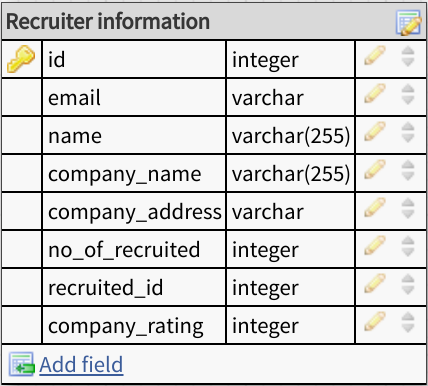 Recruiter information
id integer
email varchar
name varchar(255)
company_name varchar(255)
company_address varchar
no_of_recruited integer
recruited_id integer
company_rating integer
Add field